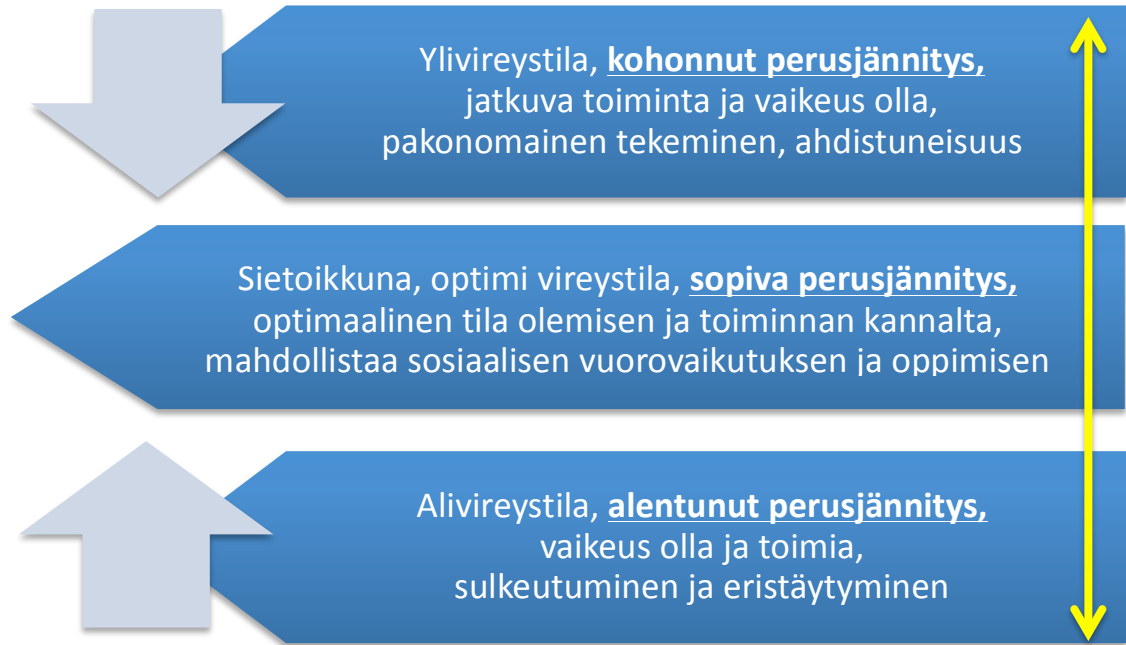 Ylivireystila, kohonnut perusjännitys,
jatkuva toiminta ja vaikeus olla,
pakonomainen tekeminen, ahdistuneisuus
Sietoikkuna, optimi vireystila, sopiva perusjännitys,
optimaalinen tila olemisen ja toiminnan kannalta,
mahdollistaa sosiaalisen vuorovaikutuksen ja oppimisen
Alivireystila, alentunut perusjännitys,
vaikeus olla ja toimia,
sulkeutuminen ja eristäytyminen